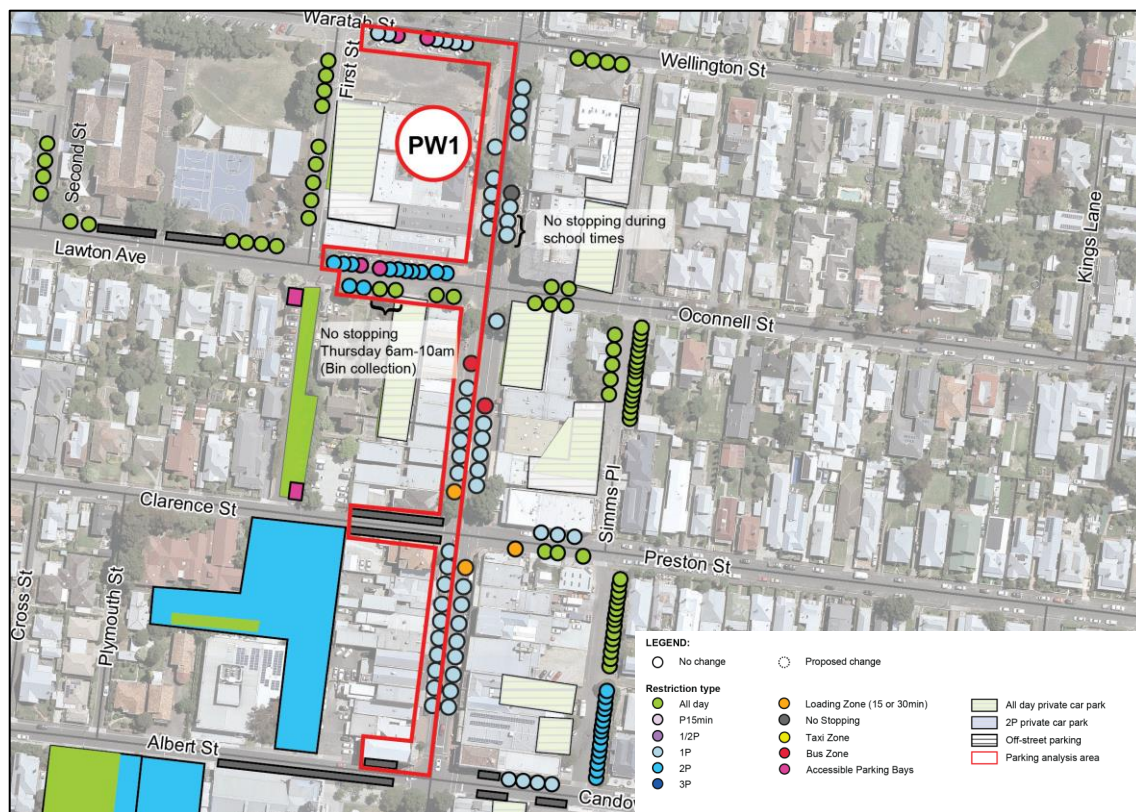 Waratah St
Wellington St
First St
Second St
PW1
Kings Lane
No stopping during
school times
Lawton Ave
Oconnell St
No stopping
Thursday 6am-10am
(Bin collection)
Simms Pl
Clarence St
Preston St
Cross St
Plymouth St
Albert St
Candov
LEGEND:
No change
Proposed change
Restriction type
All day
P15min
1/2P
1P
2P
3P
Loading Zone (15 or 30min)
No Stopping
Taxi Zone
Bus Zone
Accessible Parking Bays
All day private car park
2P private car park
Off-street parking
Parking analysis area